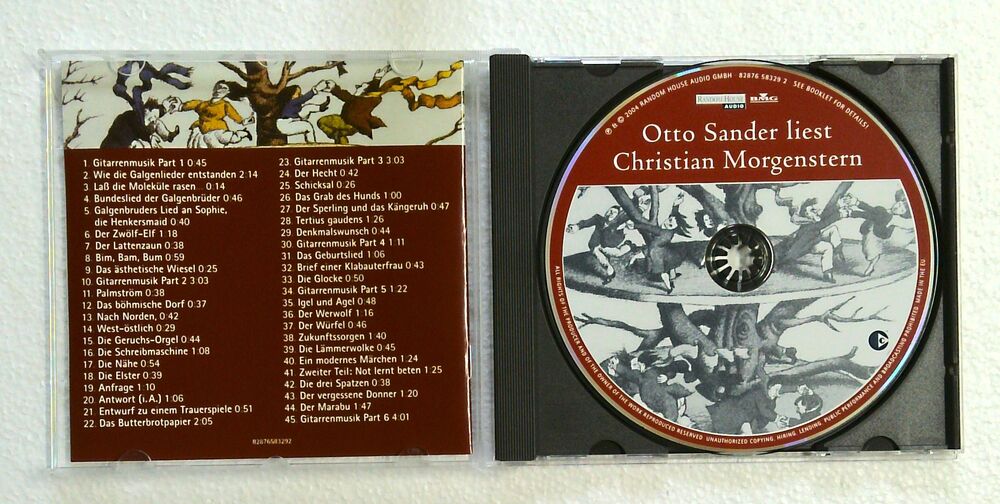 1. Gitarrenmusik Part 1 0:45
2. Wie die Galgenlieder entstanden 2:14
3. Laß die Moleküle rasen... 0:14
4. Bundeslied der Galgenbrüder 0:46
5. Galgenbruders Lied an Sophie,
die Henkersmaid 0:40
6. Der Zwölf-Elf 1:18
7. Der Lattenzaun 0:38
8. Bim, Bam, Bum 0:59
9. Das ästhetische Wiesel 0:25
10. Gitarrenmusik Part 2 3:03
11. Palmström 0:38
12. Das böhmische Dorf 0:37
13. Nach Norden, 0:42
14. West-östlich 0:29
15. Die Geruchs-Orgel 0:44
16. Die Schreibmaschine 1:08
17. Die Nähe 0:54
18. Die Elster 0:39
19. Anfrage 1:10
20. Antwort (i.A.) 1:06
21. Entwurf zu einem Trauerspiele 0:51
22. Das Butterbrotpapier 2:05
23. Gitarrenmusik Part 3 3:03
24. Der Hecht 0:42
25. Schicksal 0:26
26. Das Grab des Hunds 1:00
27. Der Sperling und das Känguruh 0:47
28. Tertius gaudens 1:26
29. Denkmalswunsch 0:44
30. Gitarrenmusik Part 4 1:11
31. Das Geburtslied 1:06
32. Brief einer Klabauterfrau 0:43
33. Die Glocke 0:50
34. Gitarrenmusik Part 5 1:22
35. Igel und Agel 0:48
36. Der Werwolf 1:16
37. Der Würfel 0:46
38. Zukunftssorgen 1:40
39. Die Lämmerwolke 0:45
40. Ein modernes Märchen 1:24
41. Zweiter Teil: Not lernt beten 1:25
42. Die drei Spatzen 0:38
43. Der vergessene Donner 1:20
44. Der Marabu 1:47
45. Gitarrenmusik Part 6 4:01
82876583292
℗ © 2004 RANDOM HOUSE AUDIO GMBH 82876 58329 2 SEE BOOKLET FOR DETAILS!
RANDOM HOUSE
AUDIO
BMG
Otto Sander liest
Christian Morgenstern
ALL RIGHTS OF THE PRODUCER AND OF THE OWNER OF THE WORK REPRODUCED RESERVED. UNAUTHORIZED COPYING, HIRING, LENDING, PUBLIC PERFORMANCE AND BROADCASTING PROHIBITED. MADE IN THE EU